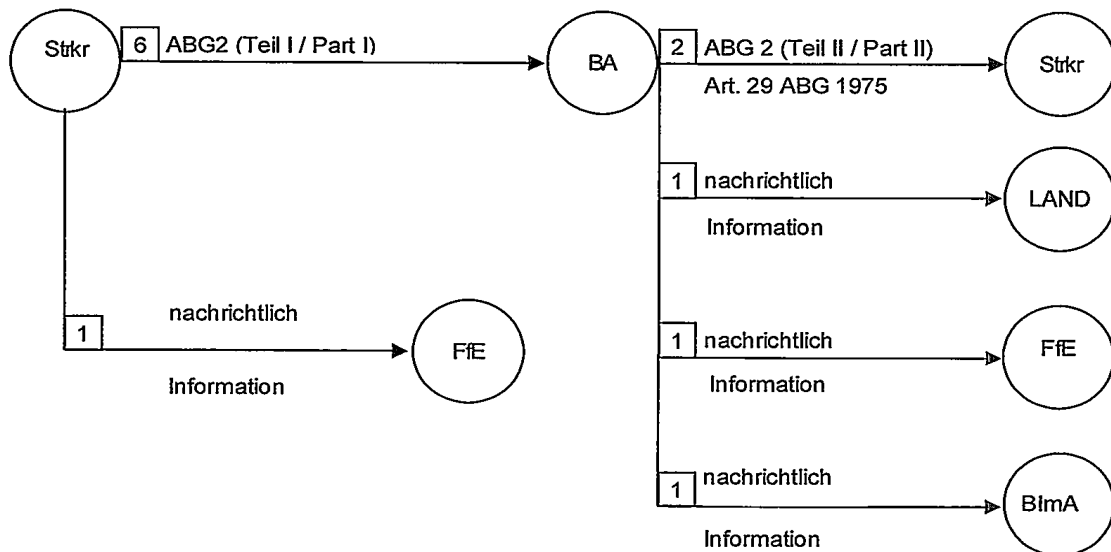 Strkr
6
ABG2 (Teil I / Part I)
BA
2
ABG 2 (Teil II / Part II)
Art. 29 ABG 1975
Strkr
1
nachrichtlich
Information
LAND
1
nachrichtlich
Information
FfE
1
nachrichtlich
Information
FfE
1
nachrichtlich
Information
BImA